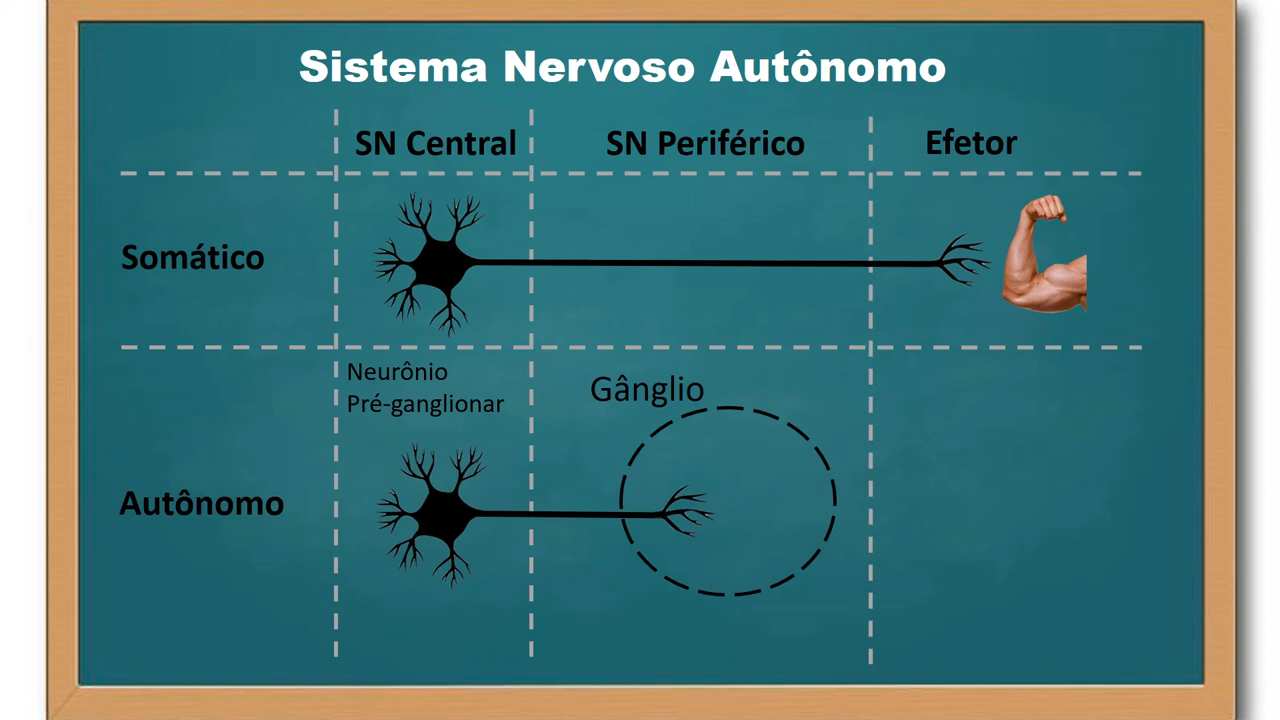 Sistema Nervoso Autônomo
SN Central
SN Periférico
Efetor
Somático
Neurônio
Pré-ganglionar
Gânglio
Autônomo